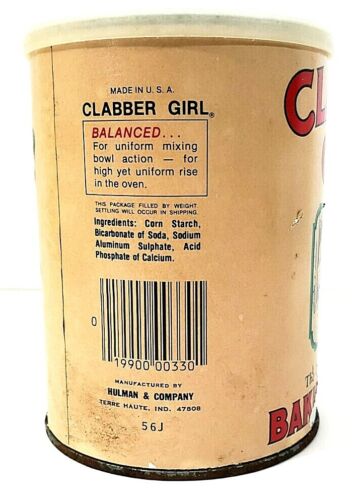 MADE IN U. S. A.
CLABBER GIRL®
BALANCED...
For uniform mixing
bowl action — for
high yet uniform rise
in the oven.
THIS PACKAGE FILLED BY WEIGHT.
SETTLING WILL OCCUR IN SHIPPING.
Ingredients: Corn Starch,
Bicarbonate of Soda, Sodium
Aluminum Sulphate, Acid
Phosphate of Calcium.
0
19900 00330
MANUFACTURED BY
HULMAN & COMPANY
TERRE HAUTE, IND. 47808
56J
CL
BAK